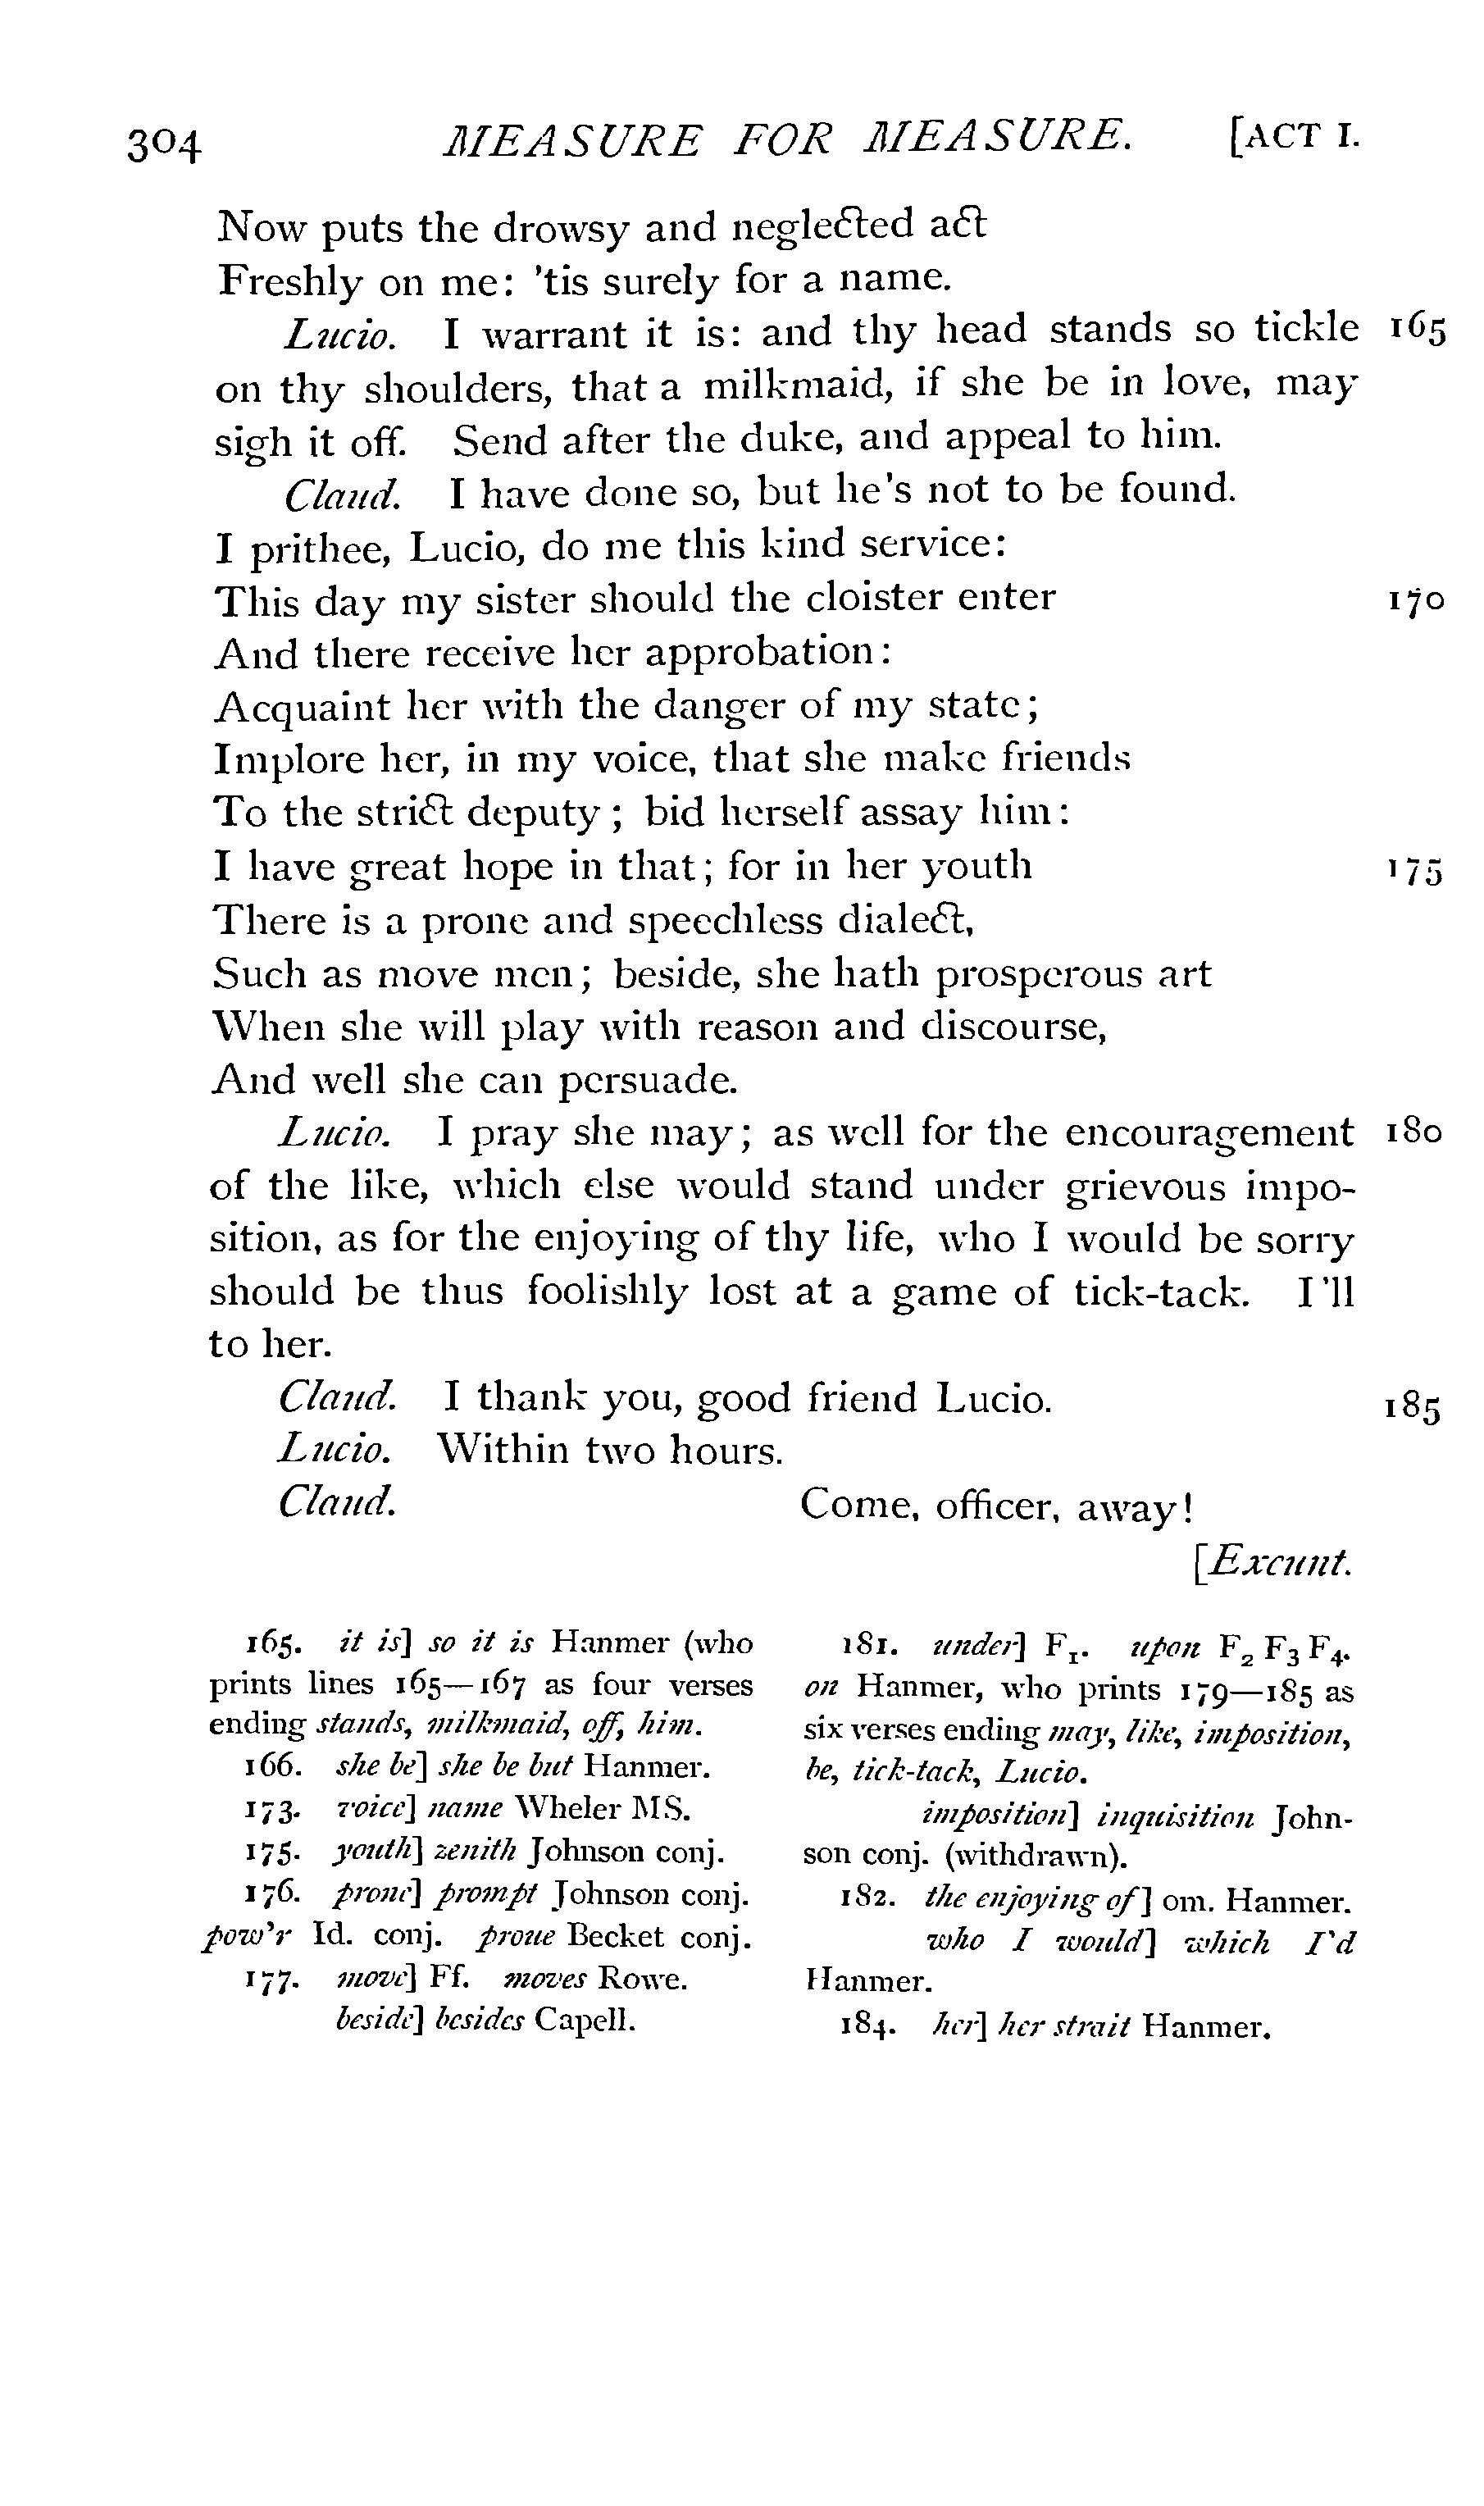 304 MEASURE FOR MEASURE. [ACT I.
Now puts the drowsy and neglected act
Freshly on me: 'tis surely for a name.
Lucio. I warrant it is: and thy head stands so tickle 165
on thy shoulders, that a milkmaid, if she be in love, may
sigh it off. Send after the duke, and appeal to him.
Claud. I have done so, but he's not to be found.
I prithee, Lucio, do me this kind service:
This day my sister should the cloister enter 170
And there receive her approbation:
Acquaint her with the danger of my state;
Implore her, in my voice, that she make friends
To the strict deputy; bid herself assay him:
I have great hope in that; for in her youth 175
There is a prone and speechless dialect,
Such as move men; beside, she hath prosperous art
When she will play with reason and discourse,
And well she can persuade.
Lucio. I pray she may; as well for the encouragement 180
of the like, which else would stand under grievous impo-
sition, as for the enjoying of thy life, who I would be sorry
should be thus foolishly lost at a game of tick-tack. I'll
to her.
Claud. I thank you, good friend Lucio. 185
Lucio. Within two hours.
Claud. Come, officer, away!
[Exeunt.
165. it is] so it is Hanmer (who
prints lines 165—167 as four verses
ending stands, milkmaid, off, him.
166. she be] she be but Hanmer.
173. voice] name Wheler MS.
175. youth] zenith Johnson conj.
176. prone] prompt Johnson conj.
pow'r Id. conj. proue Becket conj.
177. move] Ff. moves Rowe.
beside] besides Capell.
181. under] F1. upon F2 F3 F4.
on Hanmer, who prints 179—185 as
six verses ending may, like, imposition,
be, tick-tack, Lucio.
imposition] inquisition John-
son conj. (withdrawn).
182. the enjoying of] om. Hanmer.
who I would] which I'd
Hanmer.
184. her] her strait Hanmer.